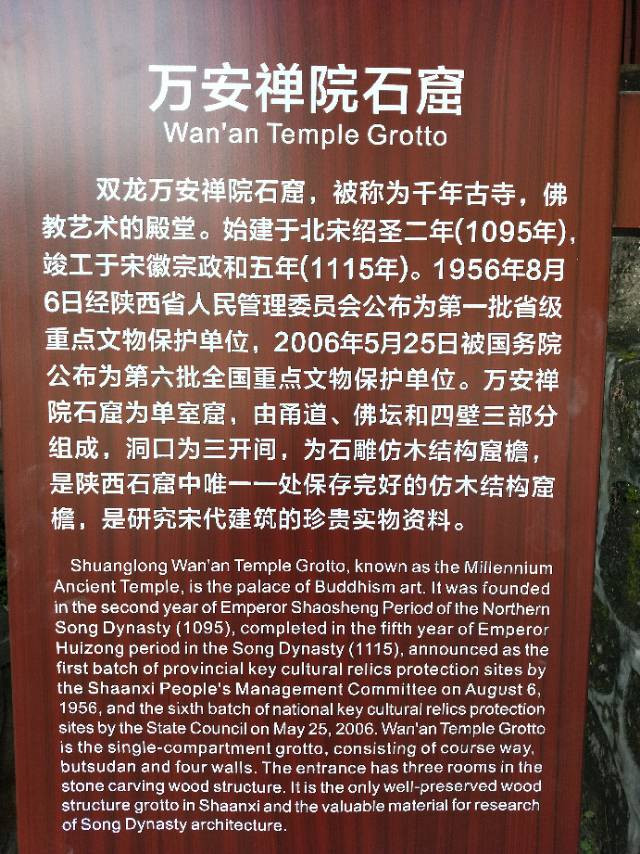 万安禅院石窟
Wan'an Temple Grotto
双龙万安禅院石窟，被称为千年古寺，佛
教艺术的殿堂。始建于北宋绍圣二年(1095年)，
竣工于宋徽宗政和五年(1115年)。1956年8月
6日经陕西省人民管理委员会公布为第一批省级
重点文物保护单位，2006年5月25日被国务院
公布为第六批全国重点文物保护单位。万安禅
院石窟为单室窟，由甬道、佛坛和四壁三部分
组成，洞口为三开间，为石雕仿木结构窟檐，
是陕西石窟中唯一一处保存完好的仿木结构窟
檐，是研究宋代建筑的珍贵实物资料。
Shuanglong Wan'an Temple Grotto, known as the Millennium
Ancient Temple, is the palace of Buddhism art. It was founded
in the second year of Emperor Shaosheng Period of the Northern
Song Dynasty (1095), completed in the fifth year of Emperor
Huizong period in the Song Dynasty (1115), announced as the
first batch of provincial key cultural relics protection sites by
the Shaanxi People's Management Committee on August 6,
1956, and the sixth batch of national key cultural relics protection
sites by the State Council on May 25, 2006. Wan'an Temple Grotto
is the single-compartment grotto, consisting of course way,
butsudan and four walls. The entrance has three rooms in the
stone carving wood structure. It is the only well-preserved wood
structure grotto in Shaanxi and the valuable material for research
of Song Dynasty architecture.